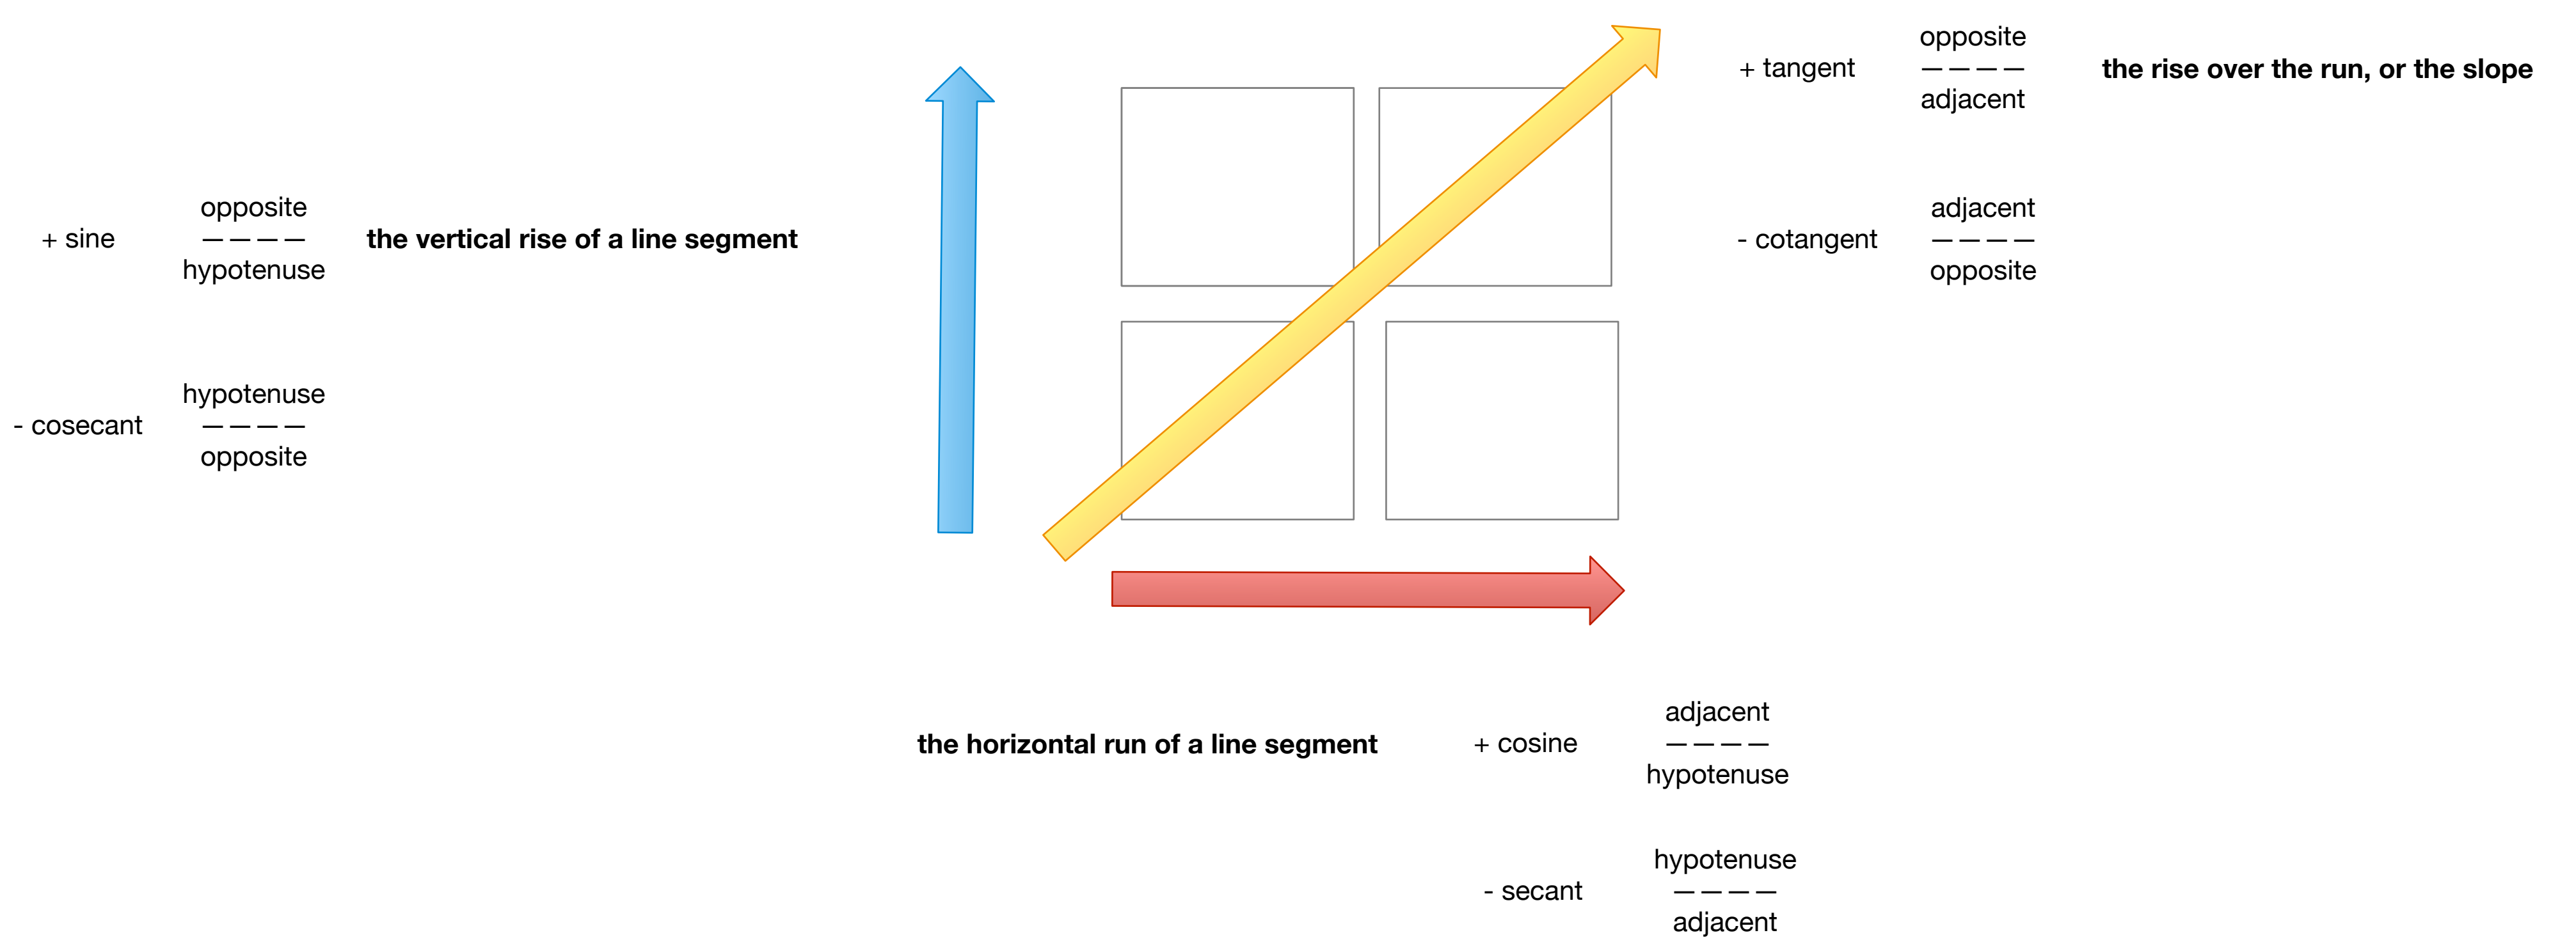 + tangent
opposite
— — — —
adjacent
the rise over the run, or the slope
- cotangent
adjacent
— — — —
opposite
+ sine
opposite
— — — —
hypotenuse
the vertical rise of a line segment
- cosecant
hypotenuse
— — — —
opposite
the horizontal run of a line segment
+ cosine
adjacent
— — — —
hypotenuse
- secant
hypotenuse
— — — —
adjacent